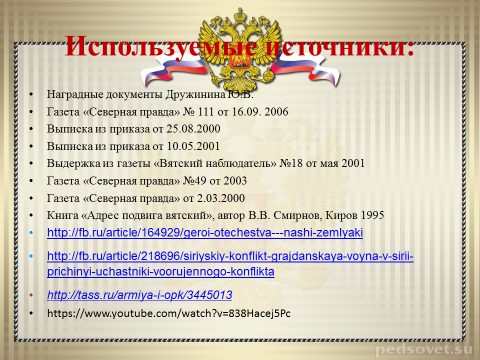 Используемые источники:
• Наградные документы Дружинина Ю.В.
• Газета «Северная правда» № 111 от 16.09. 2006
• Выписка из приказа от 25.08.2000
• Выписка из приказа от 10.05.2001
• Выдержка из газеты «Вятский наблюдатель» №18 от мая 2001
• Газета «Северная правда» №49 от 2003
• Газета «Северная правда» от 2.03.2000
• Книга «Адрес подвига вятский», автор В.В. Смирнов, Киров 1995
• http://fb.ru/article/164929/geroi-otechestva---nashi-zemlyaki
• http://fb.ru/article/218696/siriyskiy-konflikt-grajdanskaya-voyna-v-sirii-
prichinyi-uchastniki-voorujennogo-konflikta
• http://tass.ru/armiya-i-opk/3445013
• https://www.youtube.com/watch?v=838Hacej5Pc
pedsovet.su